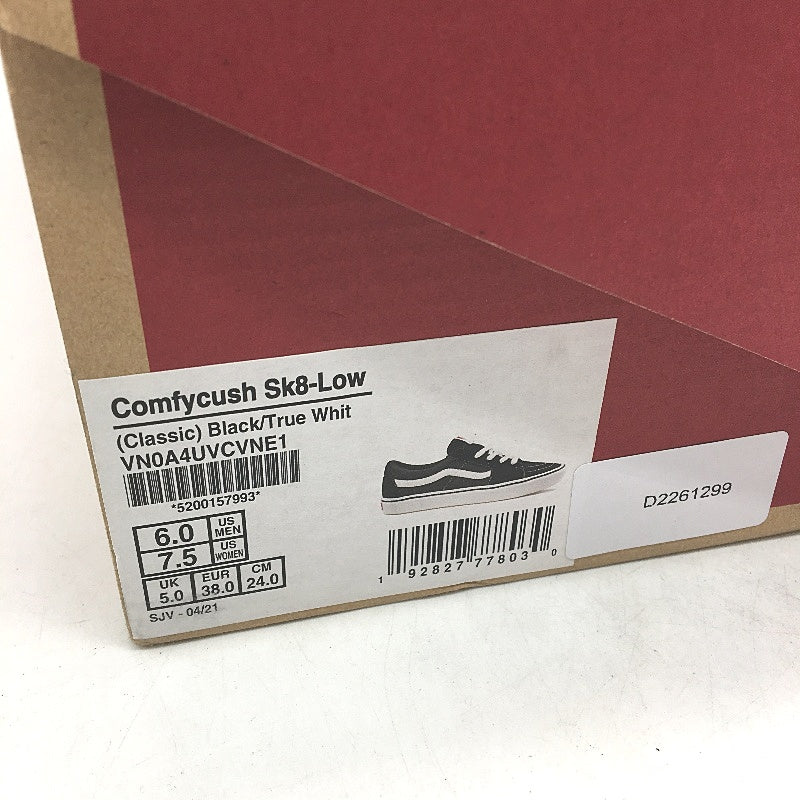 Comfycush Sk8-Low
(Classic) Black/True Whit
VN0A4UVCVNE1
*5200157993*
6.0 US MEN
7.5 US WOMEN
UK EUR CM
5.0 38.0 24.0
SJV - 04/21
1 92827 77803 0
D2261299